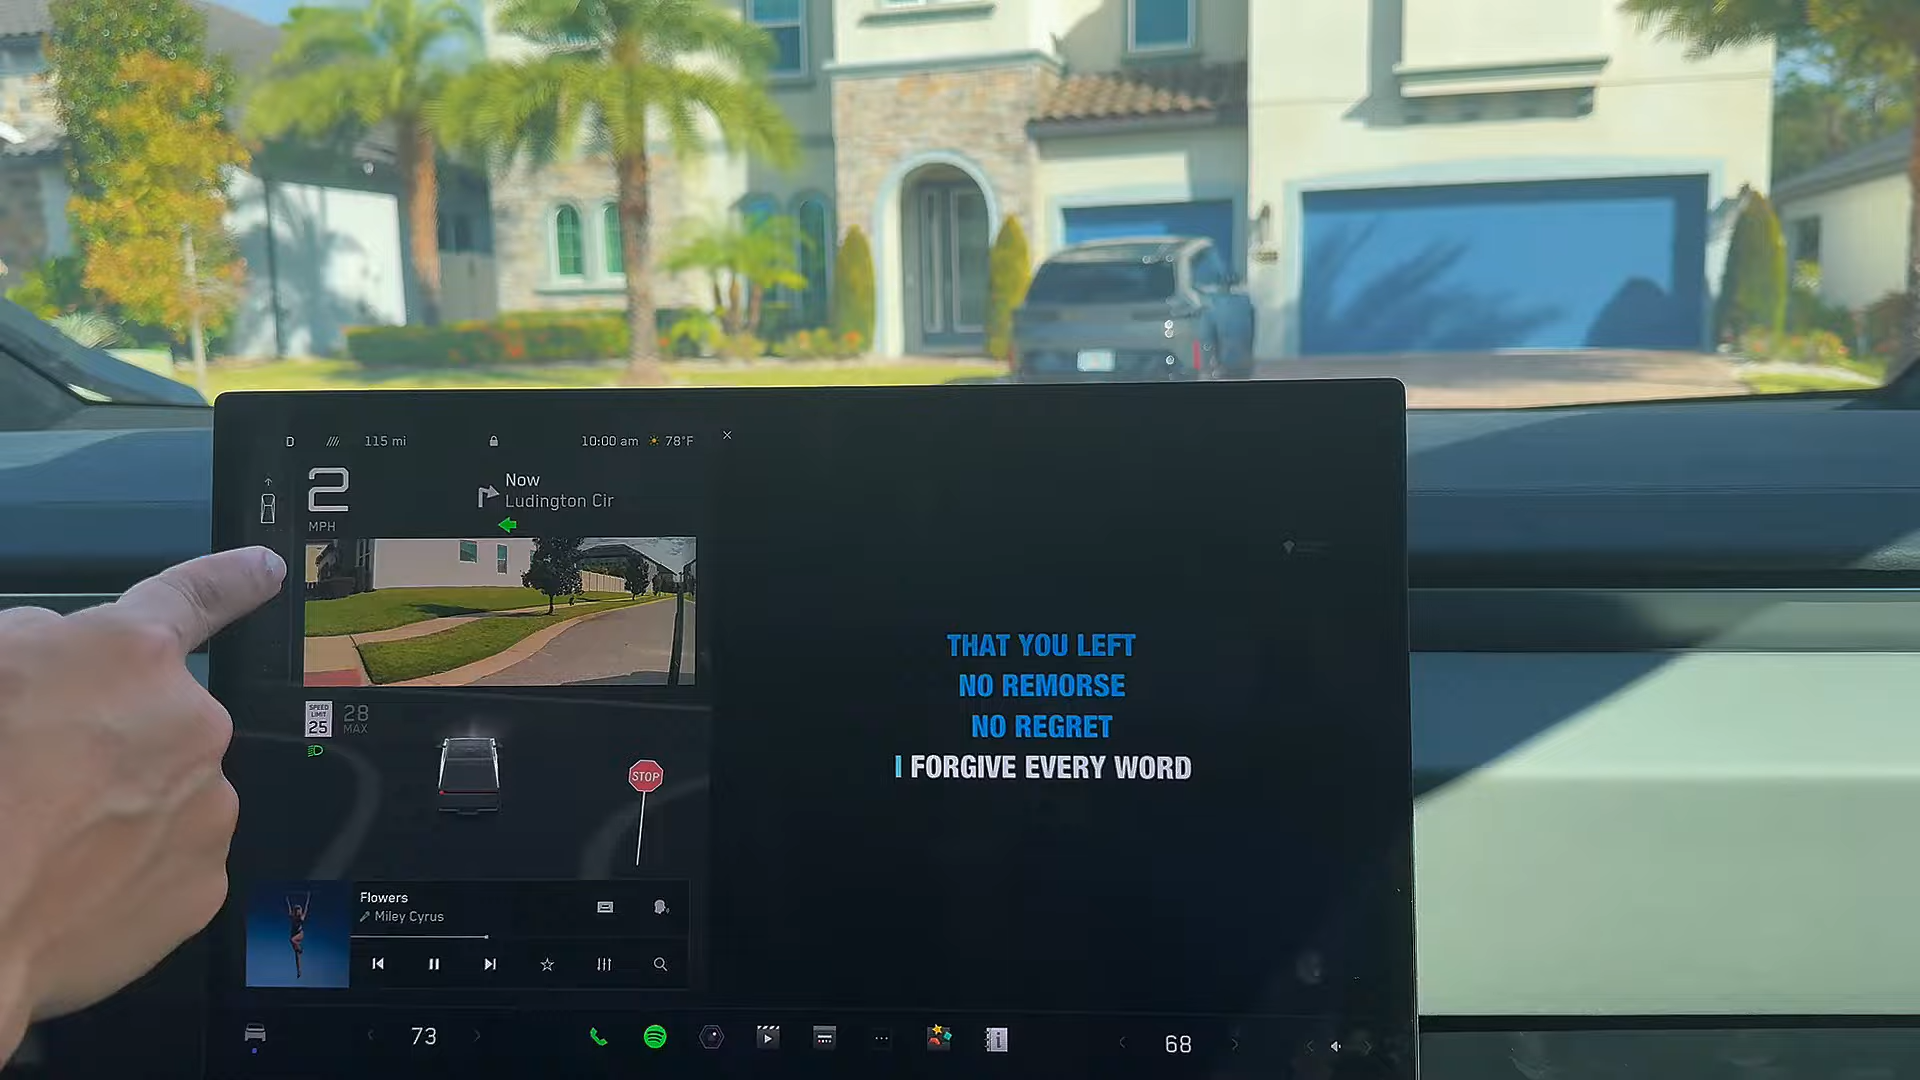 D
115 mi
10:00 am
78°F
2
MPH
Now
Ludington Cir
SPEED
LIMIT
25
28
MAX
STOP
THAT YOU LEFT
NO REMORSE
NO REGRET
I FORGIVE EVERY WORD
Flowers
Miley Cyrus
73
68